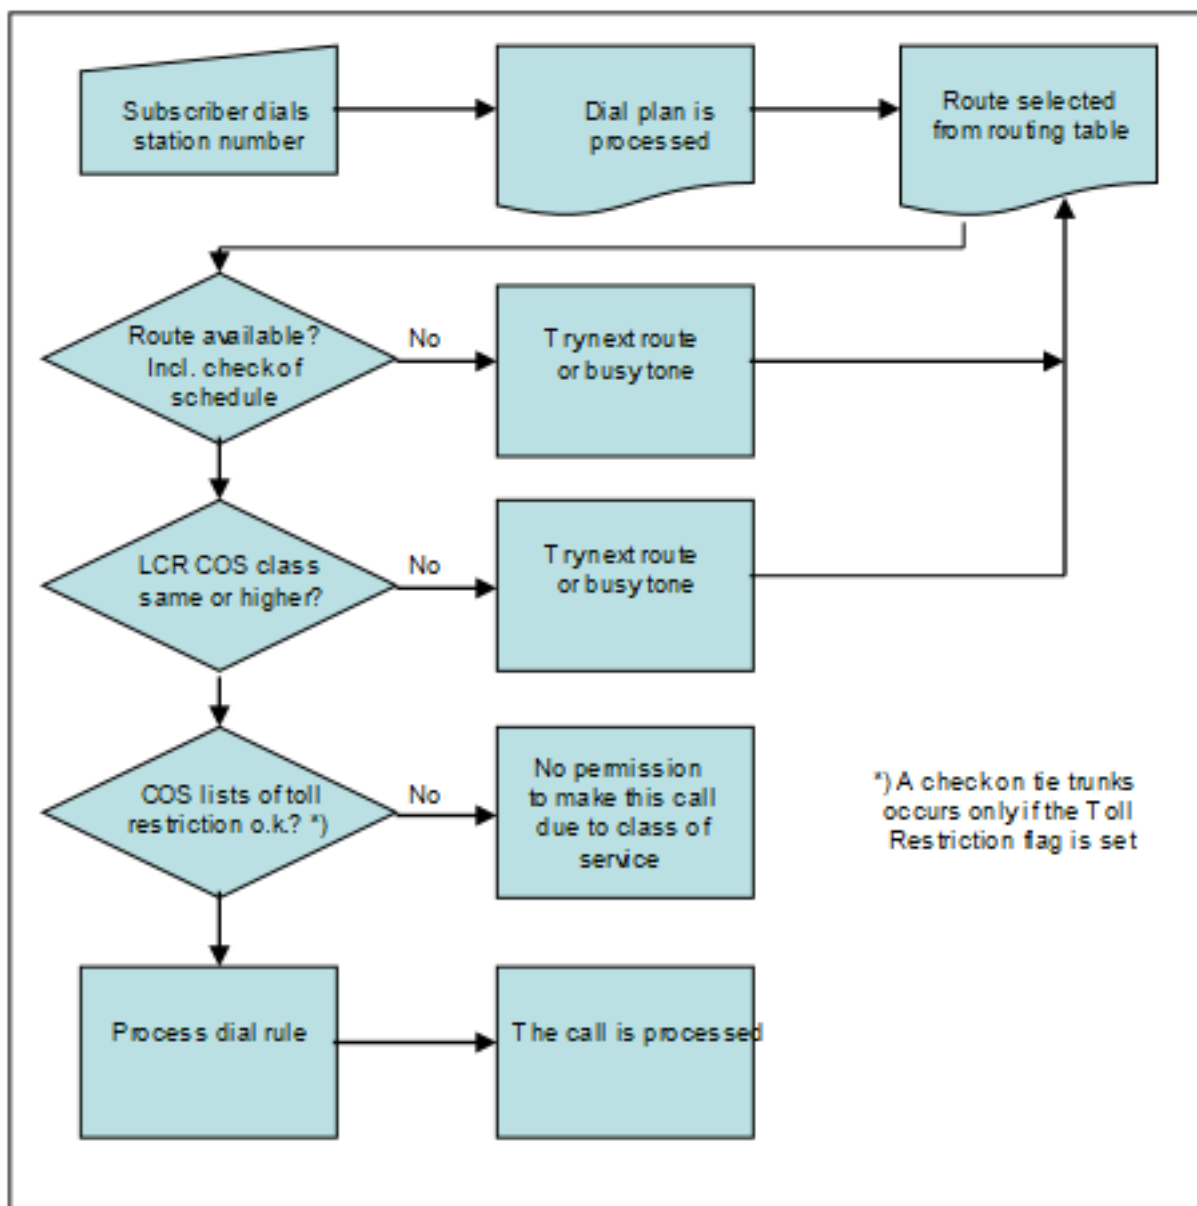 Subscriber dials
station number
Dial plan is
processed
Route selected
from routing table
Route available?
Incl. check of
schedule
No
Try next route
or busy tone
LCR COS class
same or higher?
No
Try next route
or busy tone
COS lists of toll
restriction o.k.? *)
No
No permission
to make this call
due to class of
service
*) A check on tie trunks
occurs only if the Toll
Restriction flag is set
Process dial rule
The call is processed